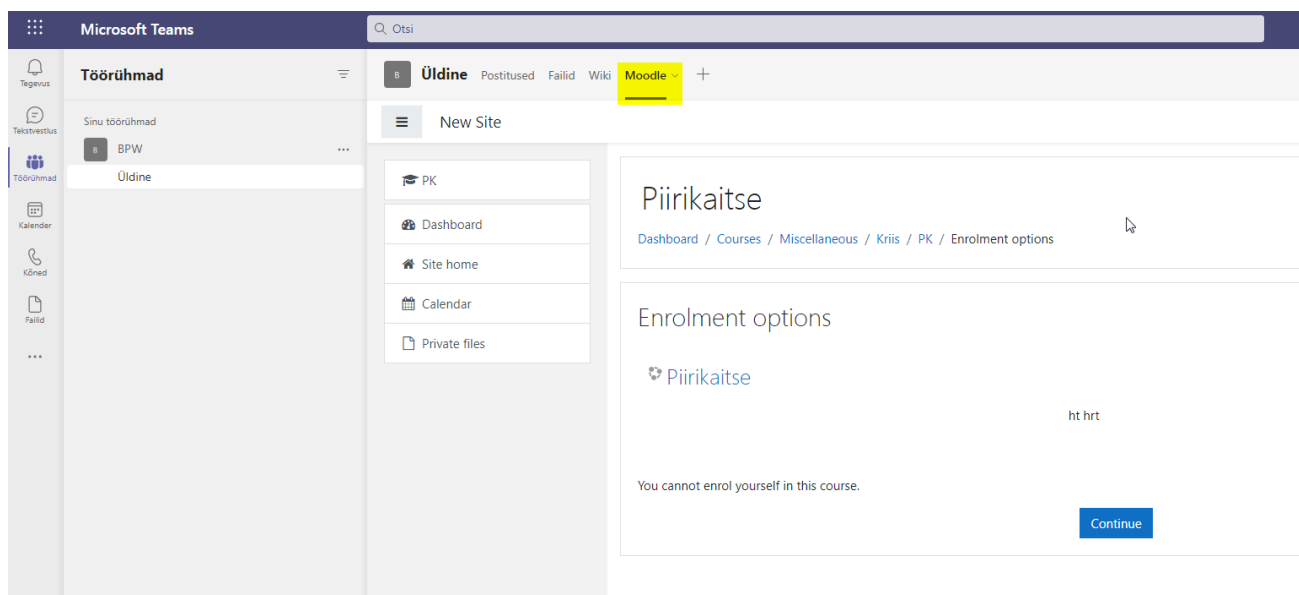 Microsoft Teams
Otsi
Tegevus
Tekstvestlus
Töörühmad
Kalender
Kõned
Failid
Töörühmad
Sinu töörühmad
B BPW
Üldine
B Üldine Postitused Failid Wiki Moodle
New Site
PK
Dashboard
Site home
Calendar
Private files
Piirikaitse
Dashboard / Courses / Miscellaneous / Kriis / PK / Enrolment options
Enrolment options
Piirikaitse
ht hrt
You cannot enrol yourself in this course.
Continue